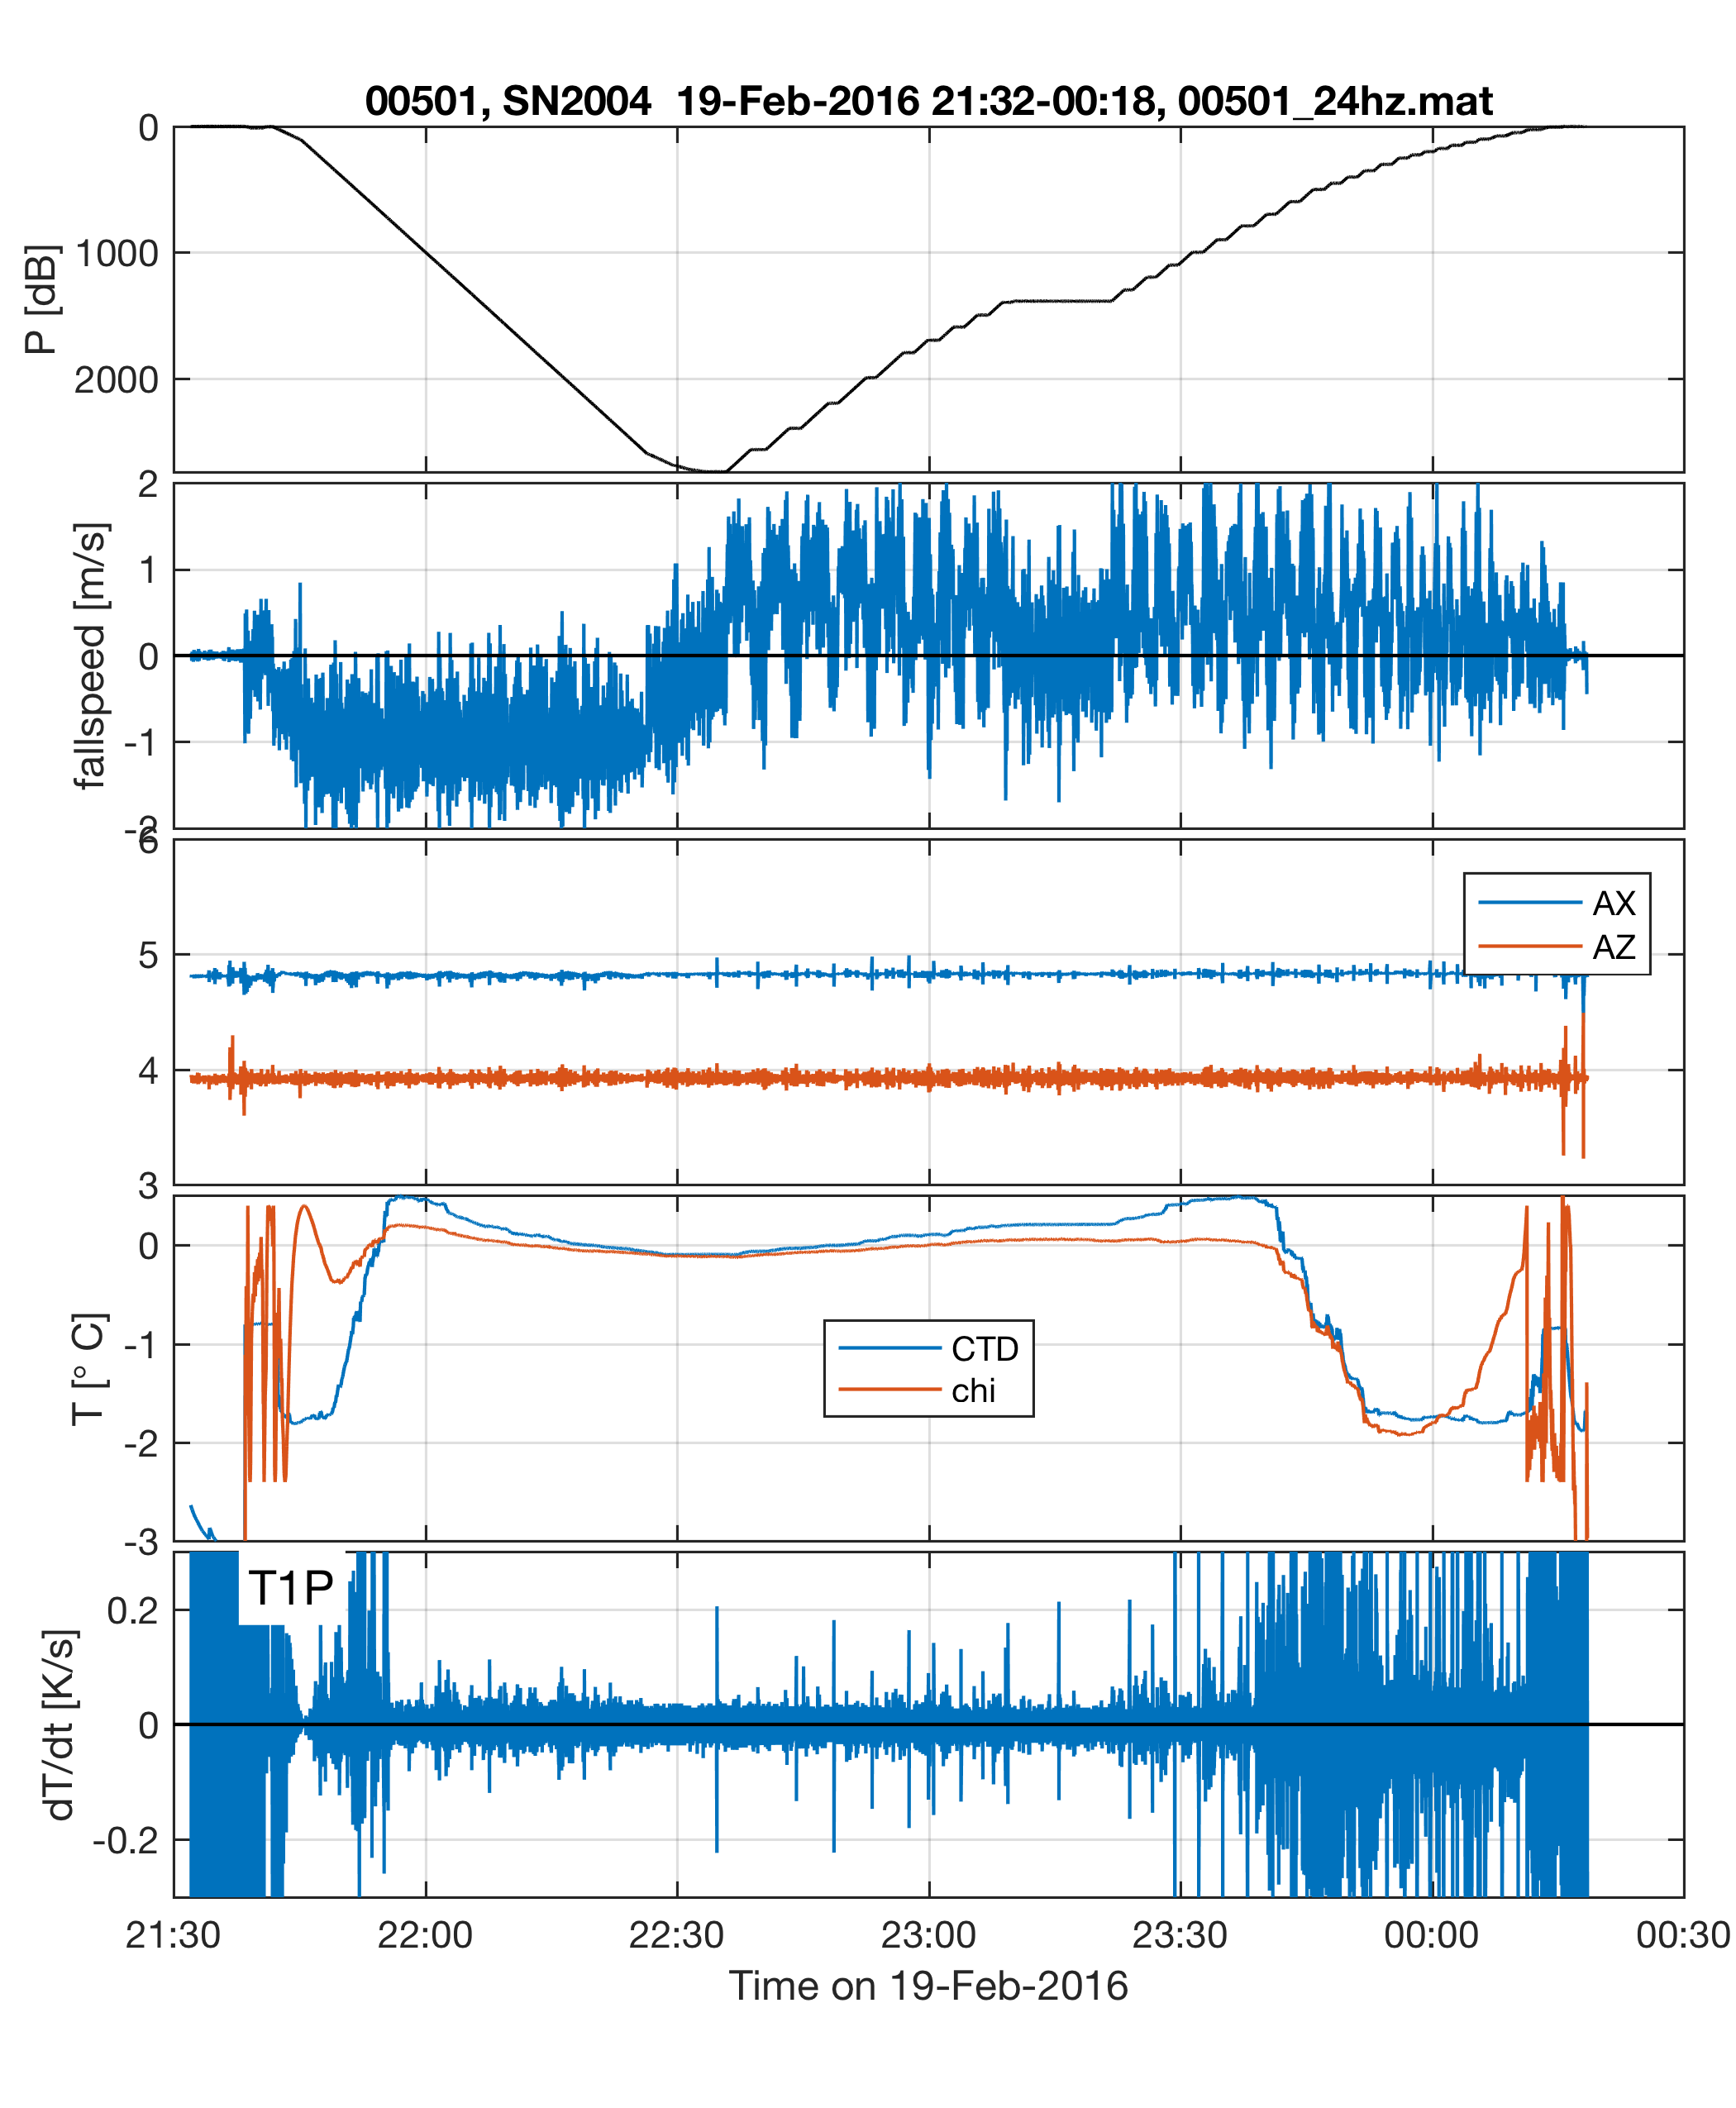 00501, SN2004  19-Feb-2016 21:32-00:18, 00501_24hz.mat
0
1000
2000
P [dB]
2
1
0
-1
-2
fallspeed [m/s]
6
5
4
3
AX
AZ
3
0
-1
-2
-3
T [° C]
CTD
chi
T1P
0.2
0
-0.2
dT/dt [K/s]
21:30
22:00
22:30
23:00
23:30
00:00
00:30
Time on 19-Feb-2016